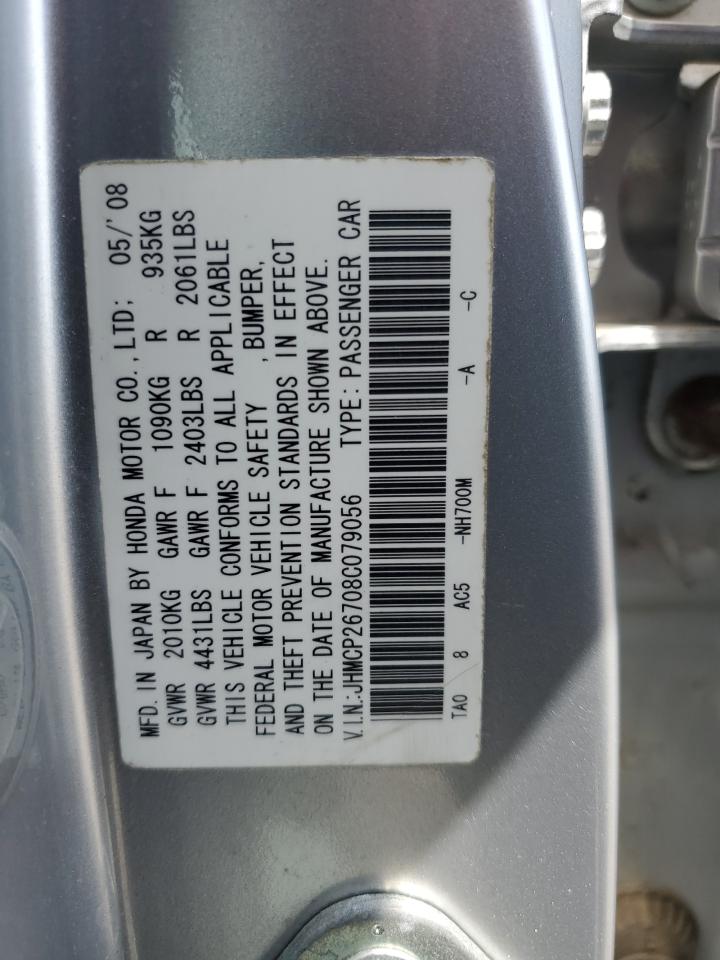 MFD. IN JAPAN BY HONDA MOTOR CO., LTD; 05/'08
GVWR 2010KG GAWR F 1090KG R 935KG
GVWR 4431LBS GAWR F 2403LBS R 2061LBS
THIS VEHICLE CONFORMS TO ALL APPLICABLE
FEDERAL MOTOR VEHICLE SAFETY , BUMPER,
AND THEFT PREVENTION STANDARDS IN EFFECT
ON THE DATE OF MANUFACTURE SHOWN ABOVE.
V.I.N.:JHMCP26708C079056 TYPE: PASSENGER CAR
TA0 8 AC5 -NH700M -A -C